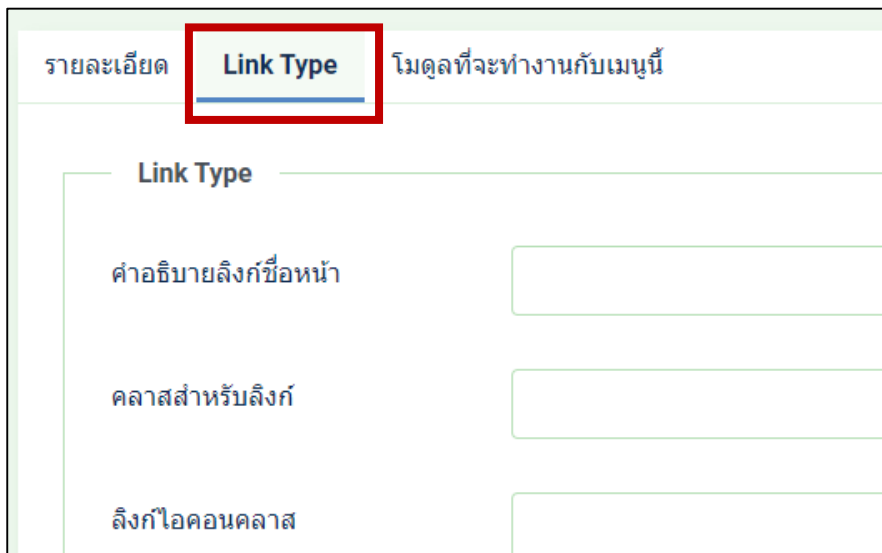 รายละเอียด Link Type โมดูลที่จะทำงานกับเมนูนี้
Link Type
คำอธิบายลิงก์ชื่อหน้า
คลาสสำหรับลิงก์
ลิงก์ไอคอนคลาส